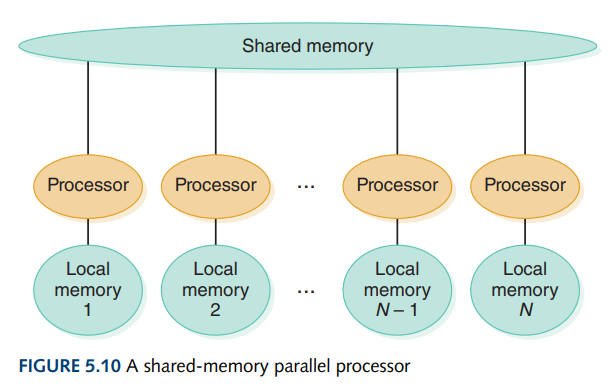 Shared memory
Processor Processor ... Processor Processor
Local Local Local Local
memory memory ... memory memory
1 2 N – 1 N
FIGURE 5.10 A shared-memory parallel processor